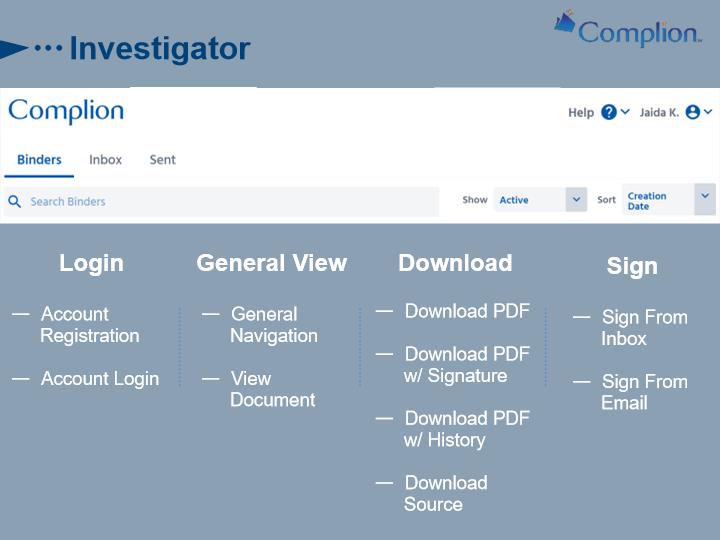 Investigator
Complion
Complion
Help ? Jaida K.
Binders Inbox Sent
Search Binders
Show Active Sort Creation
Date
Login
— Account
Registration
— Account Login
General View
— General
Navigation
— View
Document
Download
— Download PDF
— Download PDF
w/ Signature
— Download PDF
w/ History
— Download
Source
Sign
— Sign From
Inbox
— Sign From
Email